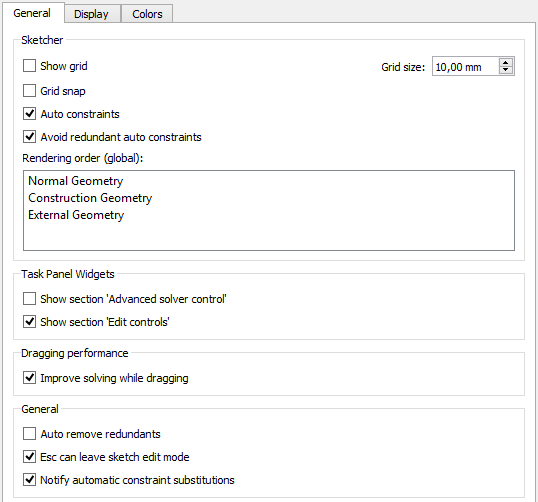 General Display Colors
Sketcher
Show grid Grid size: 10,00 mm
Grid snap
Auto constraints
Avoid redundant auto constraints
Rendering order (global):
Normal Geometry
Construction Geometry
External Geometry
Task Panel Widgets
Show section 'Advanced solver control'
Show section 'Edit controls'
Dragging performance
Improve solving while dragging
General
Auto remove redundants
Esc can leave sketch edit mode
Notify automatic constraint substitutions